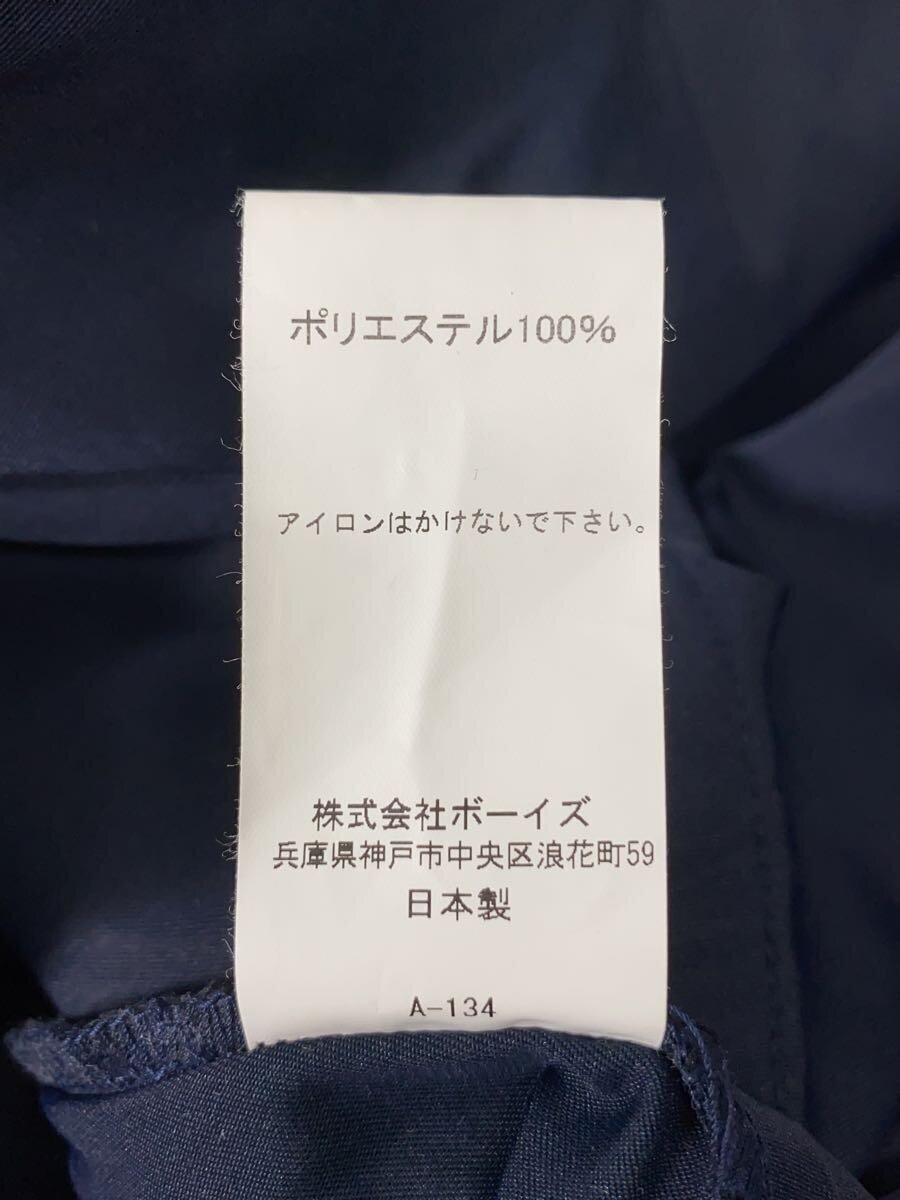 ポリエステル100%
アイロンはかけないで下さい。
株式会社ボーイズ
兵庫県神戸市中央区浪花町59
日本製
A-134